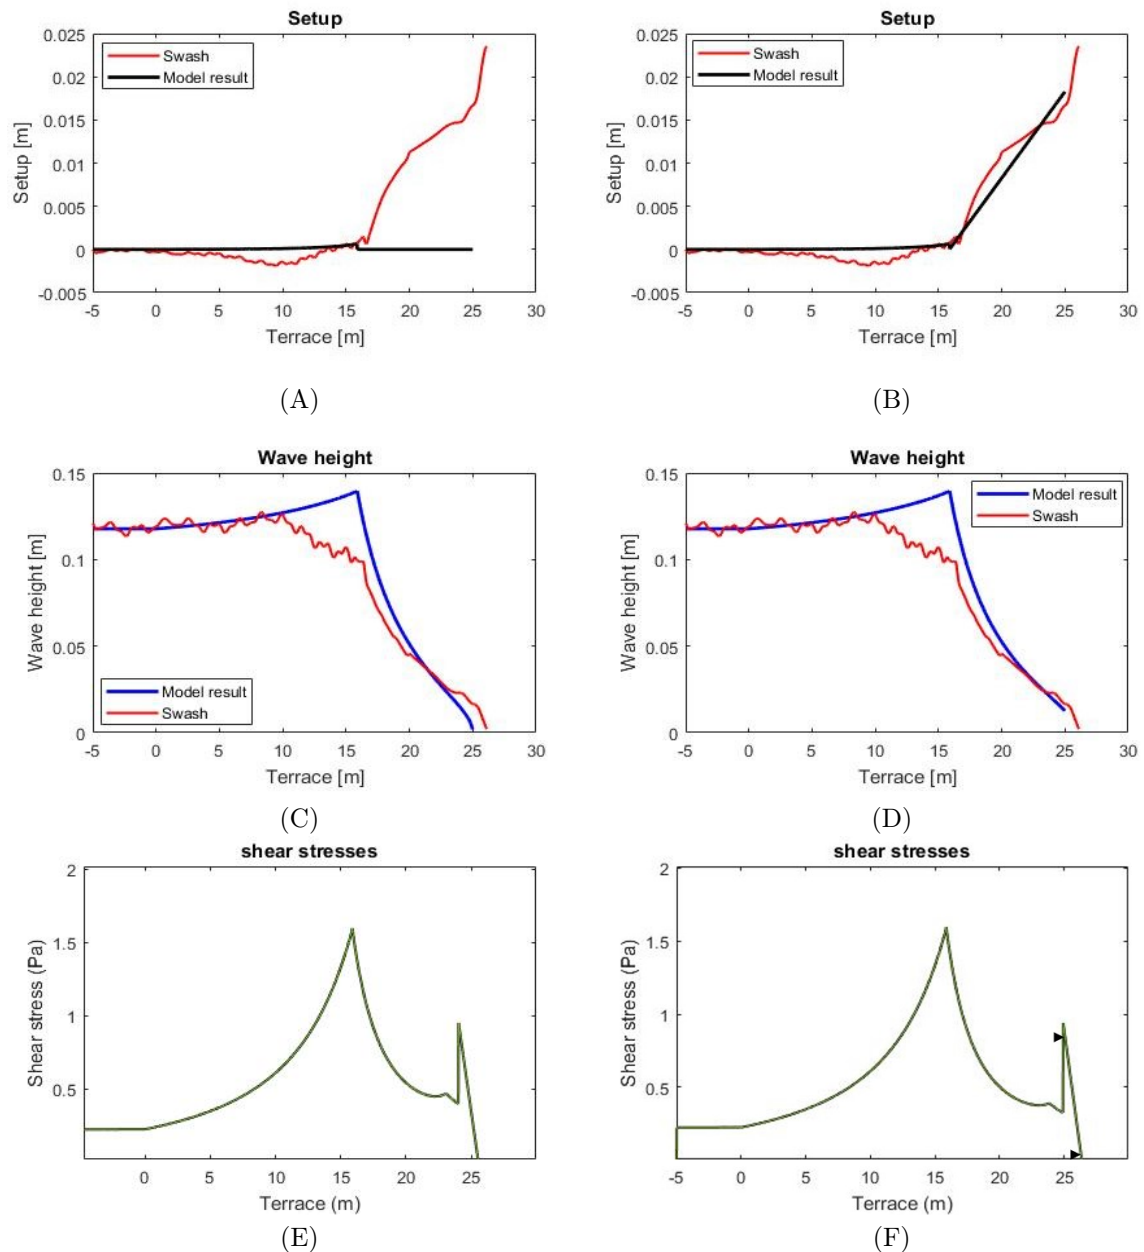 Setup
0.025
0.02
0.015
0.01
0.005
0
-0.005
Setup [m]
Swash
Model result
-5 0 5 10 15 20 25 30
Terrace [m]
(A)
Setup
0.025
0.02
0.015
0.01
0.005
0
-0.005
Setup [m]
Swash
Model result
-5 0 5 10 15 20 25 30
Terrace [m]
(B)
Wave height
0.15
0.1
0.05
0
Wave height [m]
Model result
Swash
-5 0 5 10 15 20 25 30
Terrace [m]
(C)
Wave height
0.15
0.1
0.05
0
Wave height [m]
Model result
Swash
-5 0 5 10 15 20 25 30
Terrace [m]
(D)
shear stresses
2
1.5
1
0.5
Shear stress (Pa)
0 5 10 15 20 25
Terrace (m)
(E)
shear stresses
2
1.5
1
0.5
0
Shear stress (Pa)
-5 0 5 10 15 20 25
Terrace (m)
(F)